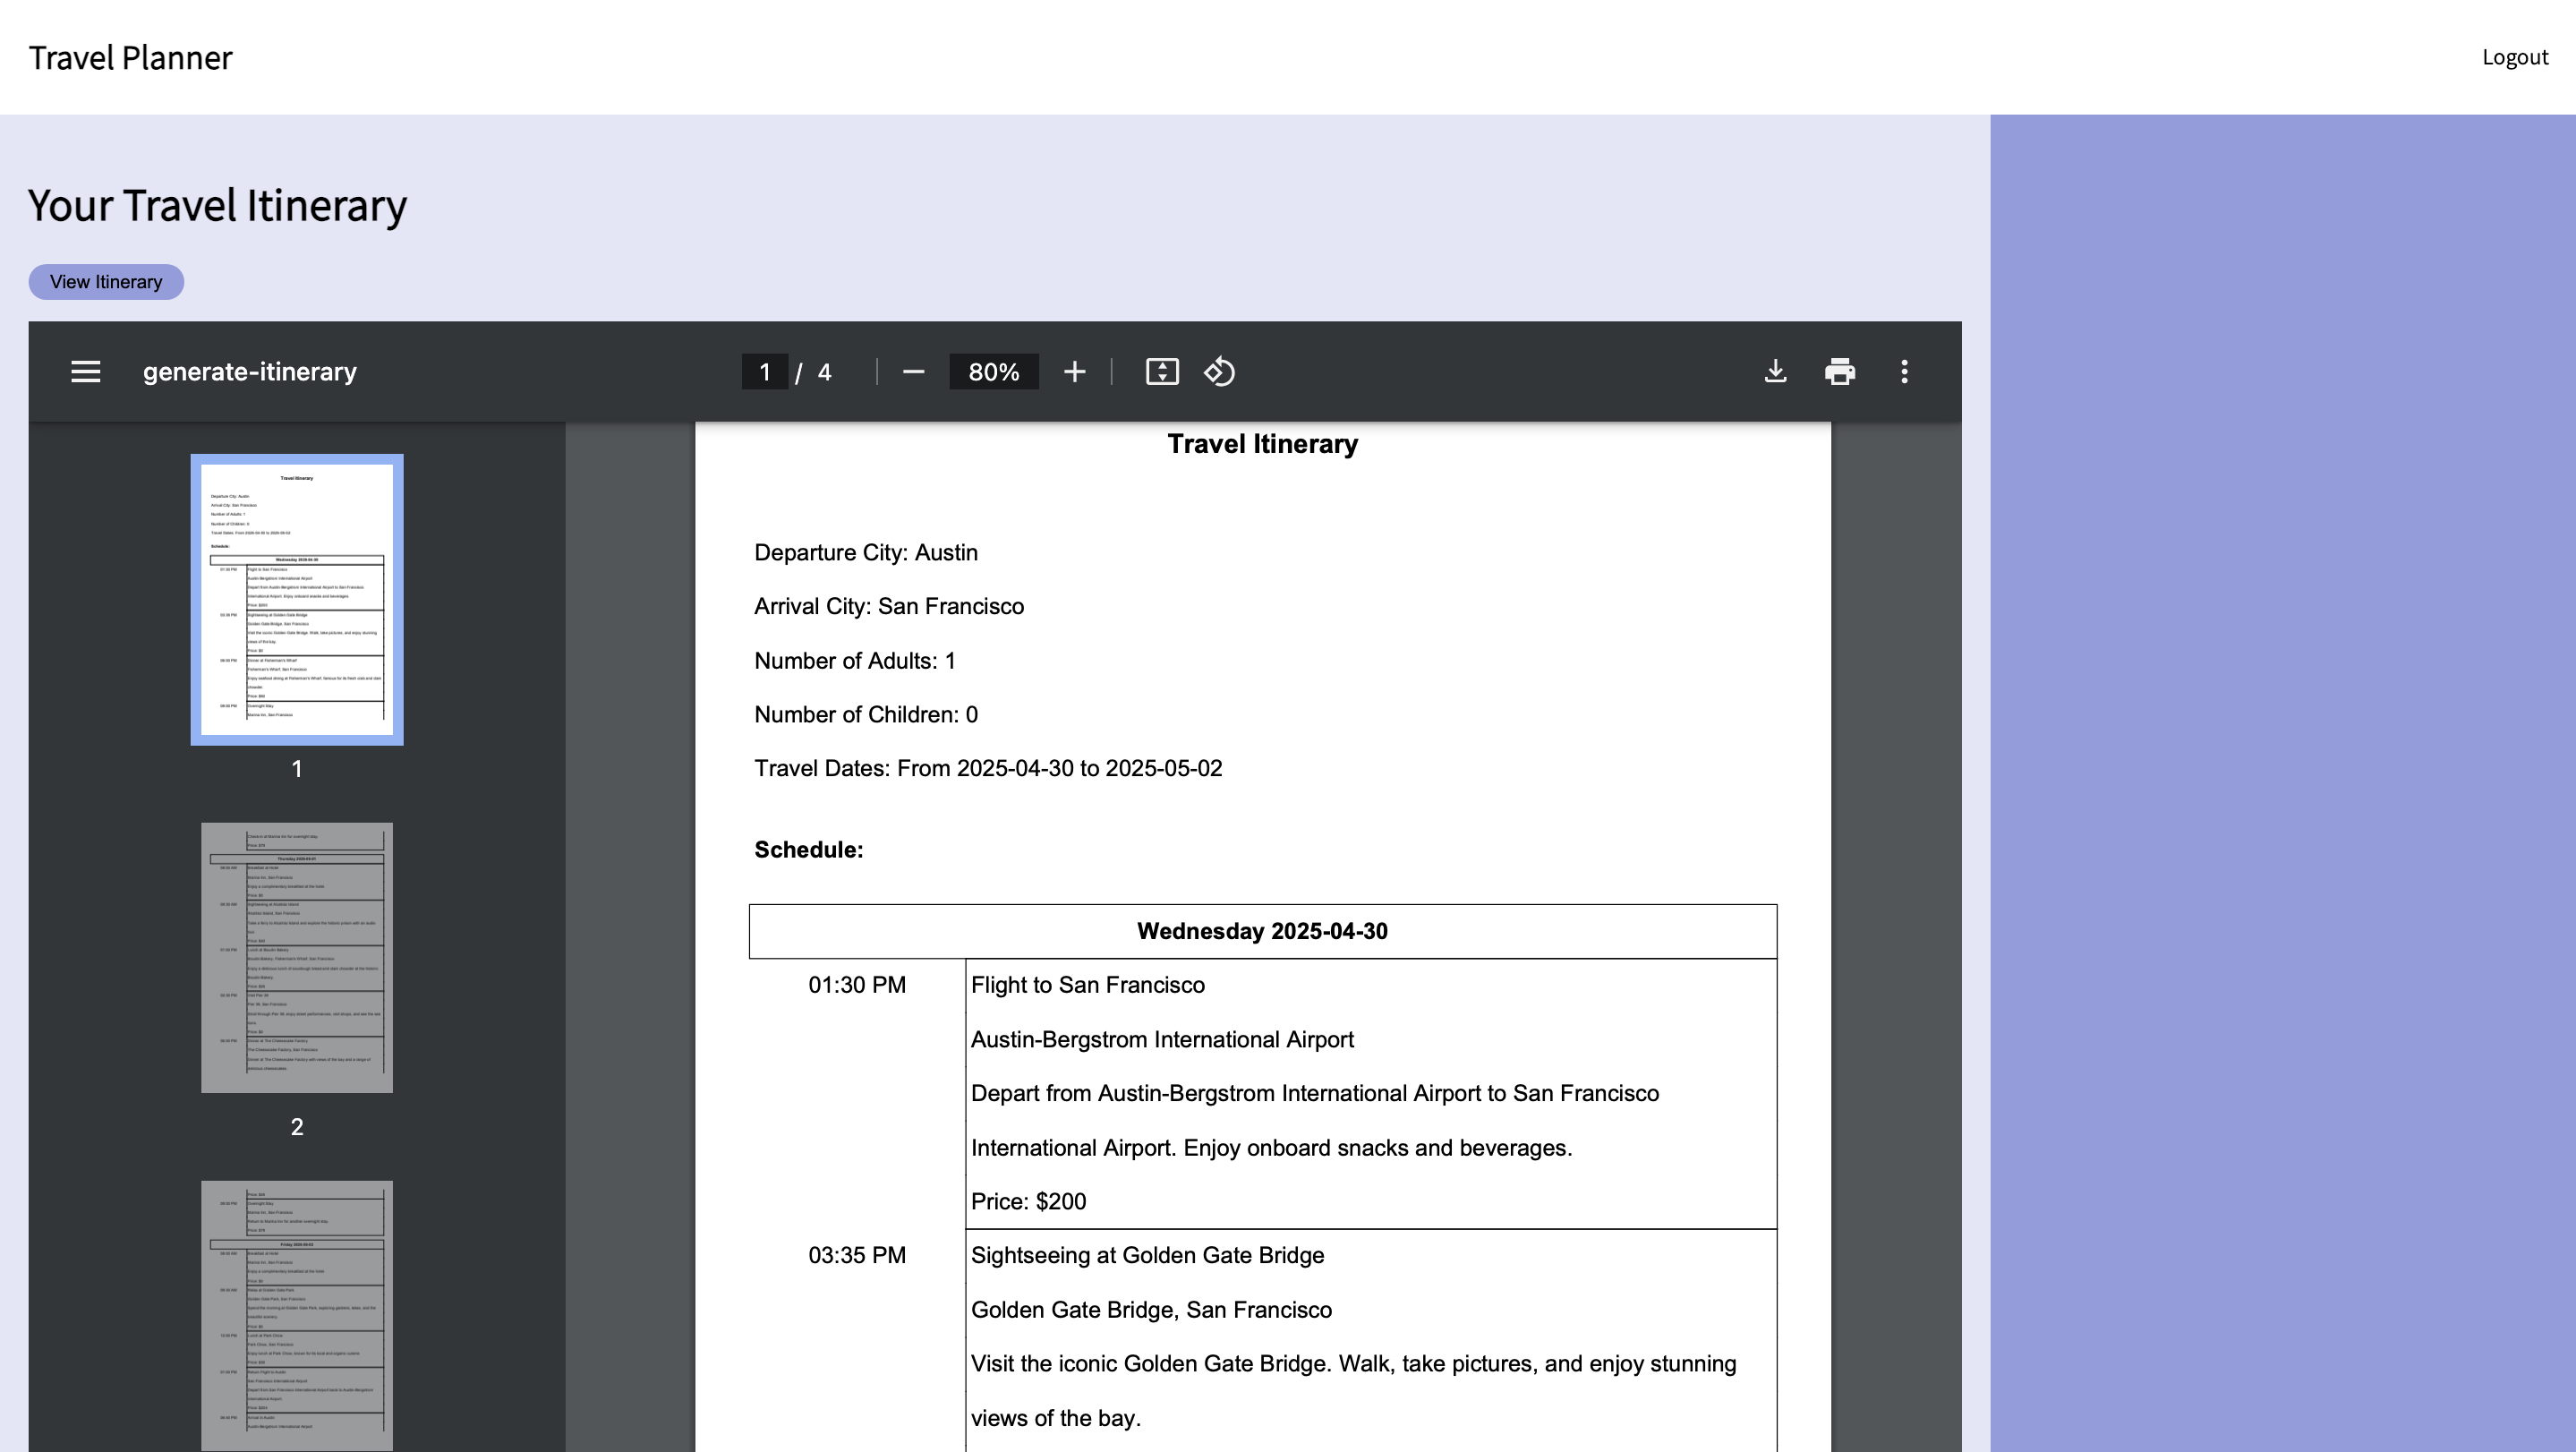 Travel Planner
Logout
Your Travel Itinerary
View Itinerary
generate-itinerary
1 / 4
80%
Travel Itinerary
Departure City: Austin
Arrival City: San Francisco
Number of Adults: 1
Number of Children: 0
Travel Dates: From 2025-04-30 to 2025-05-02
Schedule:
Wednesday 2025-04-30
01:30 PM Flight to San Francisco
Austin-Bergstrom International Airport
Depart from Austin-Bergstrom International Airport to San Francisco
International Airport. Enjoy onboard snacks and beverages.
Price: $200
03:35 PM Sightseeing at Golden Gate Bridge
Golden Gate Bridge, San Francisco
Visit the iconic Golden Gate Bridge. Walk, take pictures, and enjoy stunning
views of the bay.
1
2